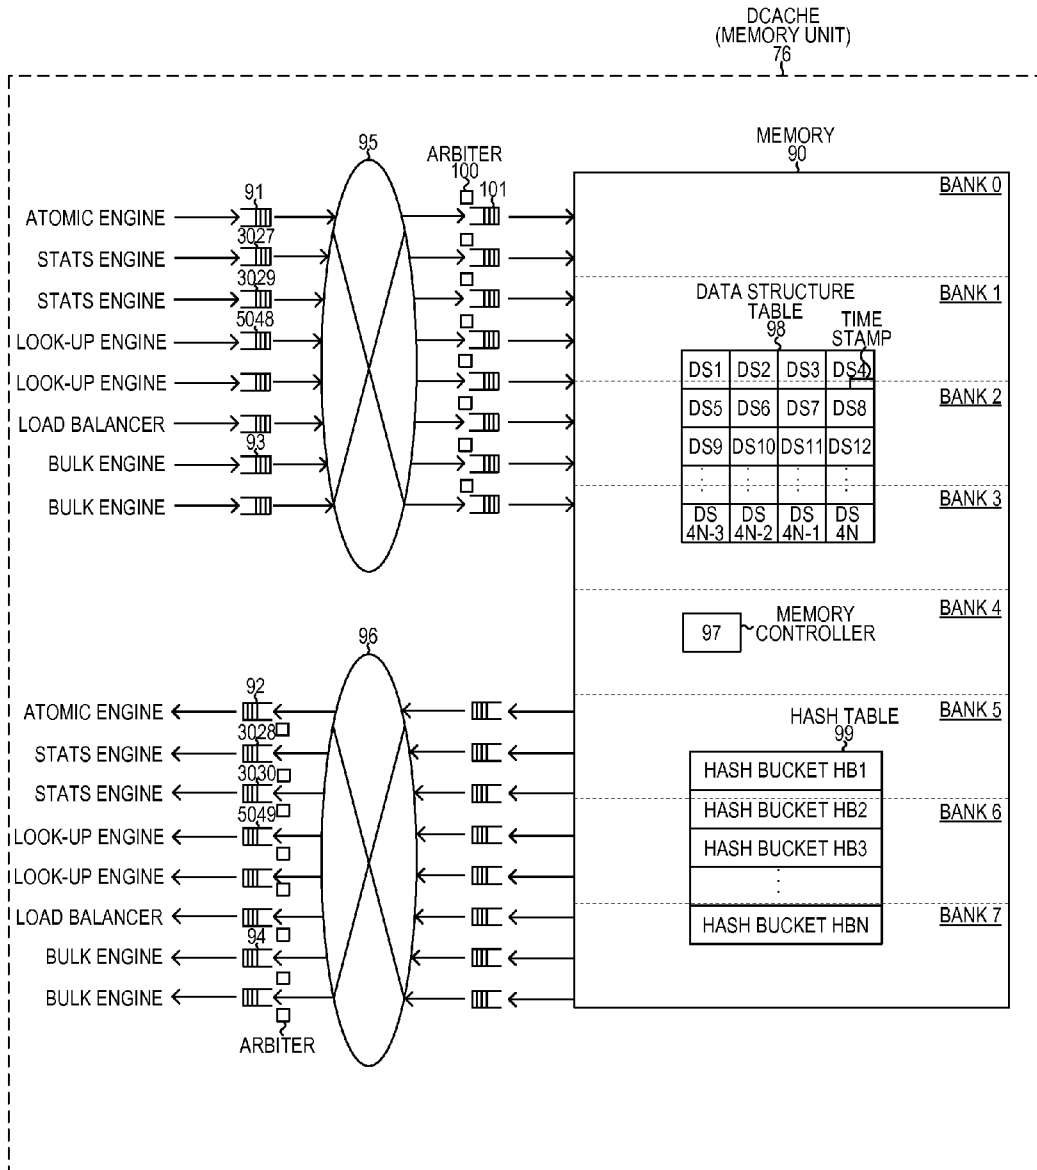 DCACHE
(MEMORY UNIT)
76
MEMORY
90
95
ARBITER
100
101
91
ATOMIC ENGINE
3027
STATS ENGINE
3029
STATS ENGINE
5048
LOOK-UP ENGINE
LOOK-UP ENGINE
LOAD BALANCER
93
BULK ENGINE
BULK ENGINE
BANK 0
BANK 1
DATA STRUCTURE
TABLE
98
TIME
STAMP
DS1 DS2 DS3 DS4
BANK 2
DS5 DS6 DS7 DS8
DS9 DS10 DS11 DS12
BANK 3
DS DS DS DS
4N-3 4N-2 4N-1 4N
BANK 4
97
MEMORY
CONTROLLER
96
92
ATOMIC ENGINE
3028
STATS ENGINE
3030
STATS ENGINE
5049
LOOK-UP ENGINE
LOOK-UP ENGINE
LOAD BALANCER
94
BULK ENGINE
BULK ENGINE
ARBITER
BANK 5
HASH TABLE
99
HASH BUCKET HB1
HASH BUCKET HB2
BANK 6
HASH BUCKET HB3
HASH BUCKET HBN
BANK 7